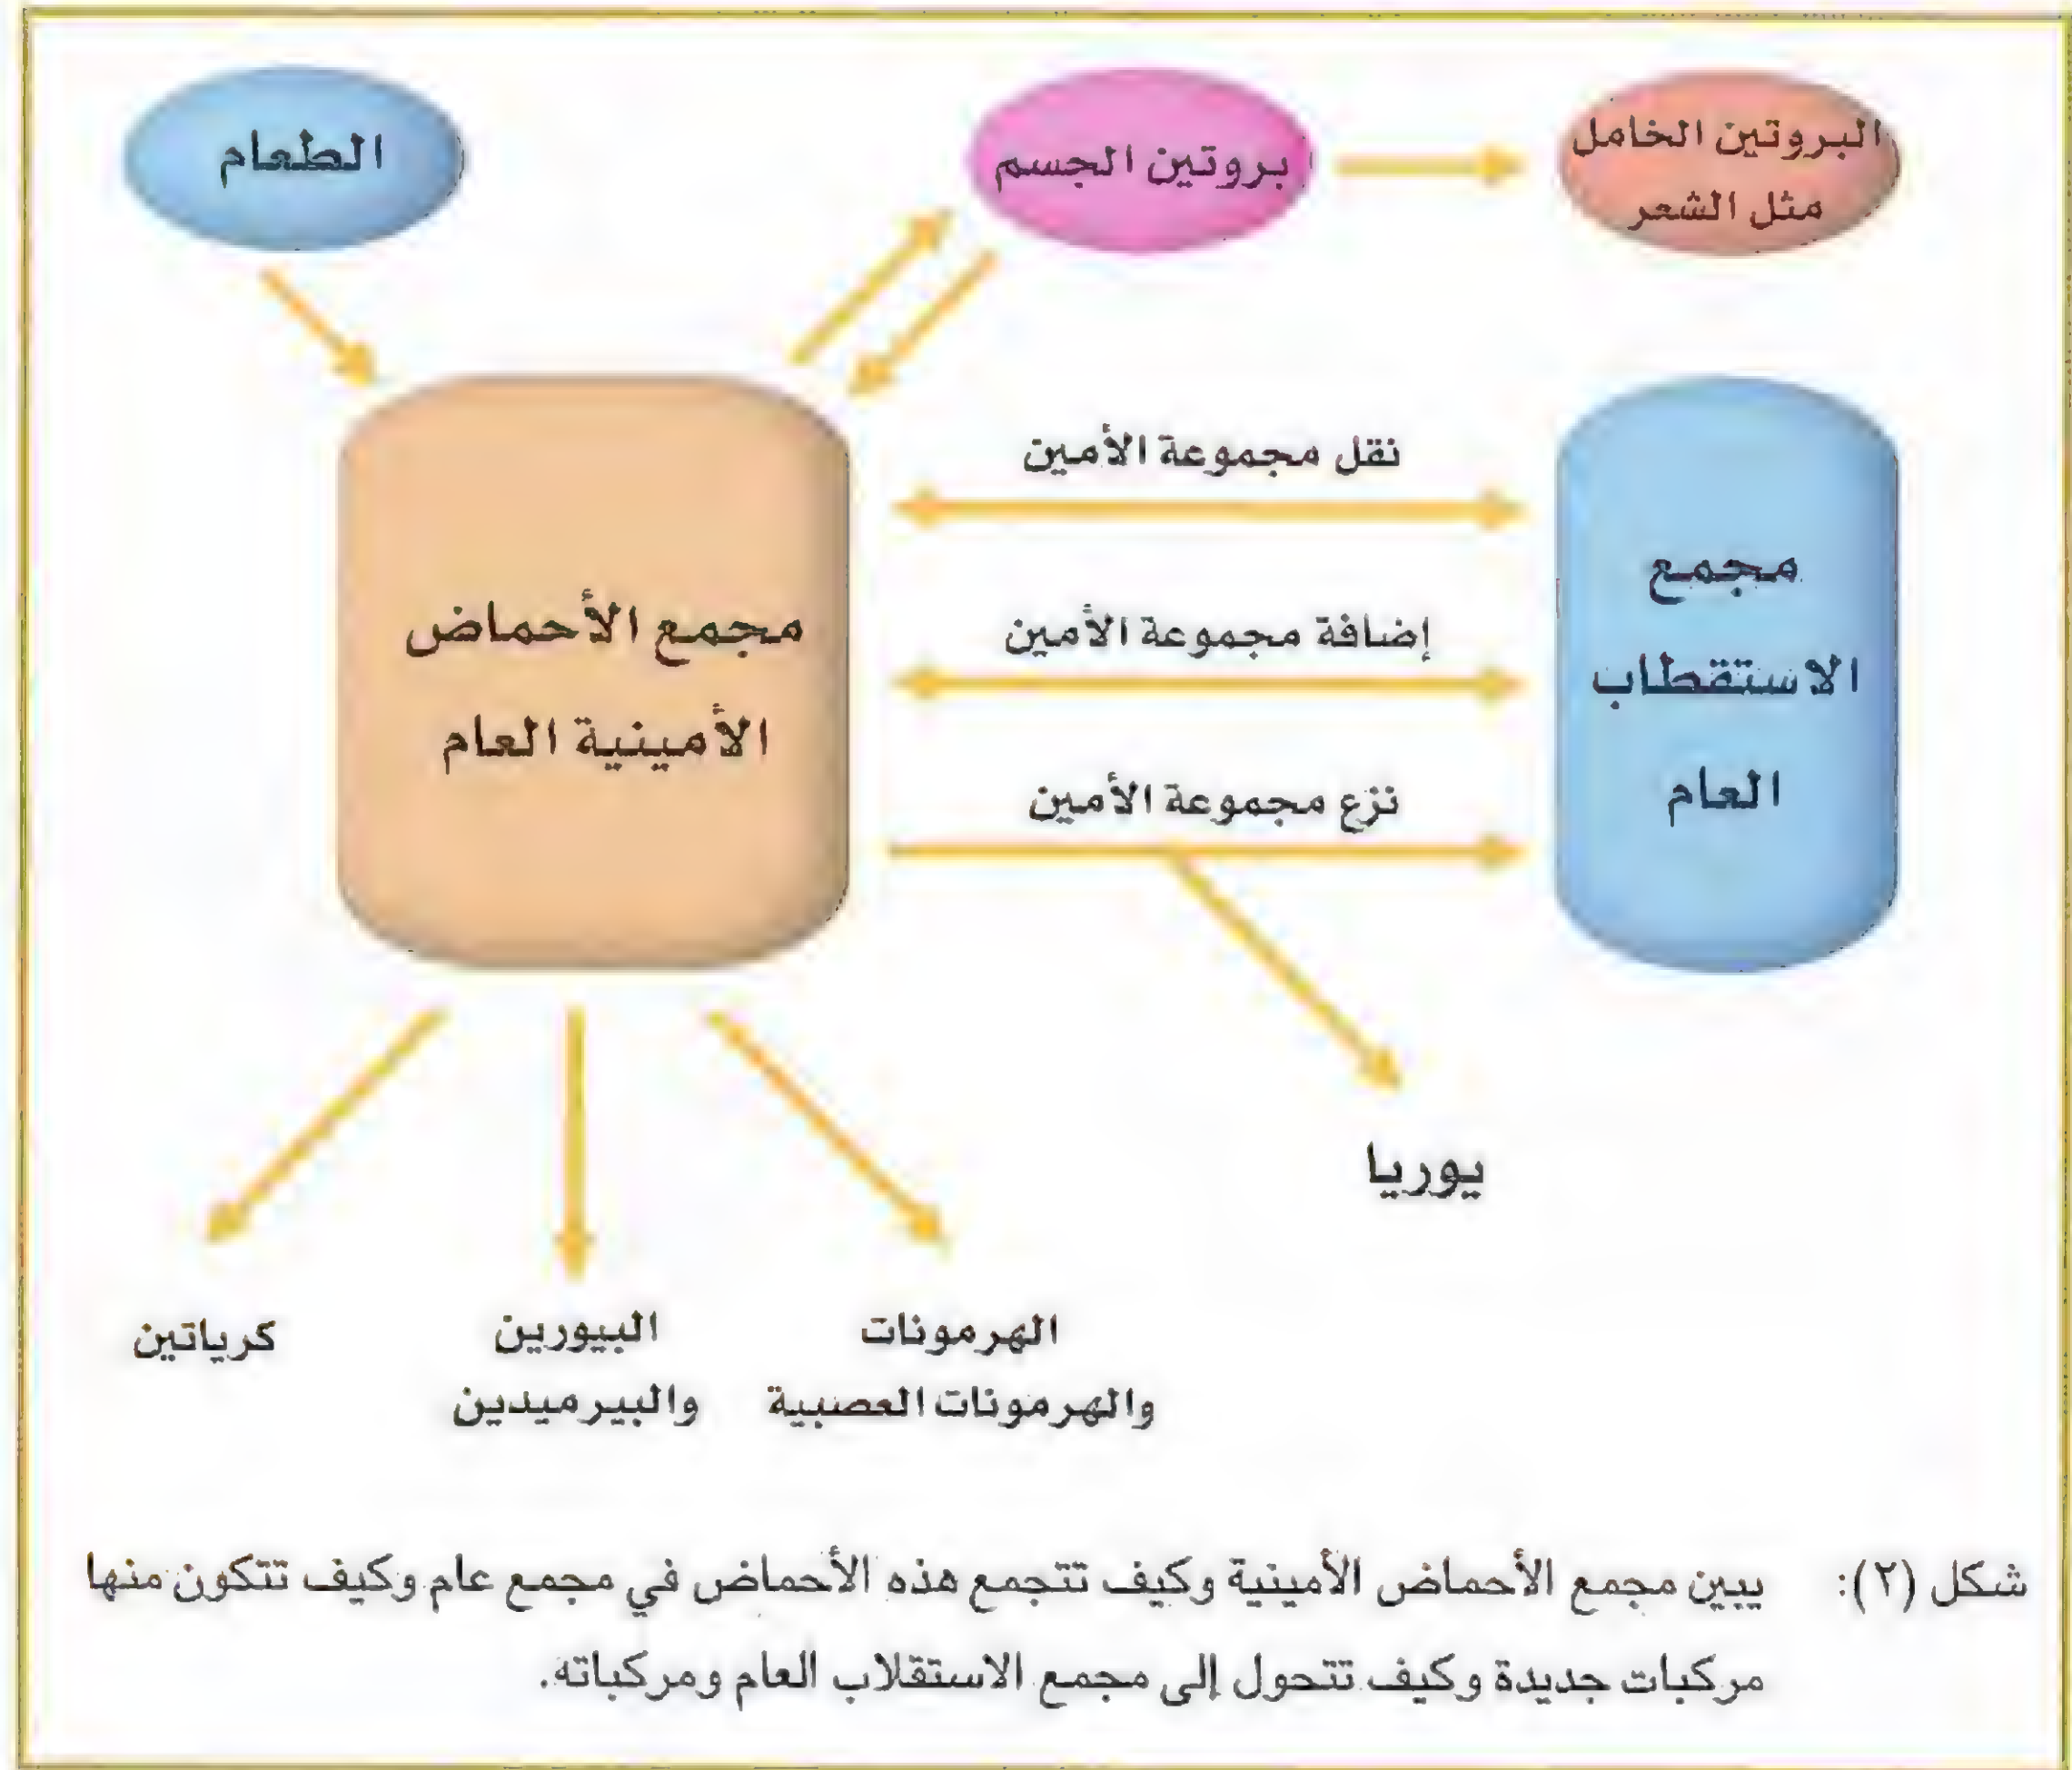 الطعام
بروتين الجسم
البروتين الخامل
مثل الشعر
نقل مجموعة الأمين
مجمع
الاستقطاب
العام
إضافة مجموعة الأمين
مجمع الأحماض
الأمينية العام
نزع مجموعة الأمين
يوريا
الهرمونات
والهرمونات العصبية
البيورين
والبيرميدين
كرياتين
شكل (٢): يبين مجمع الأحماض الأمينية وكيف تتجمع هذه الأحماض في مجمع عام وكيف تتكون منها
مركبات جديدة وكيف تتحول إلى مجمع الاستقلاب العام ومركباته.